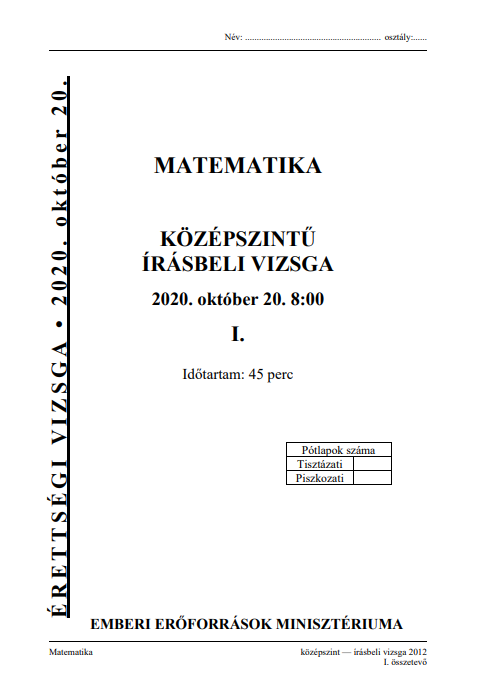 Név: ........................................................... osztály:......
ÉRETTSÉGI VIZSGA • 2020. október 20.
MATEMATIKA
KÖZÉPSZINTŰ
ÍRÁSBELI VIZSGA
2020. október 20. 8:00
I.
Időtartam: 45 perc
Pótlapok száma
Tisztázati
Piszkozati
EMBERI ERŐFORRÁSOK MINISZTÉRIUMA
Matematika középszint — írásbeli vizsga 2012
I. összetevő